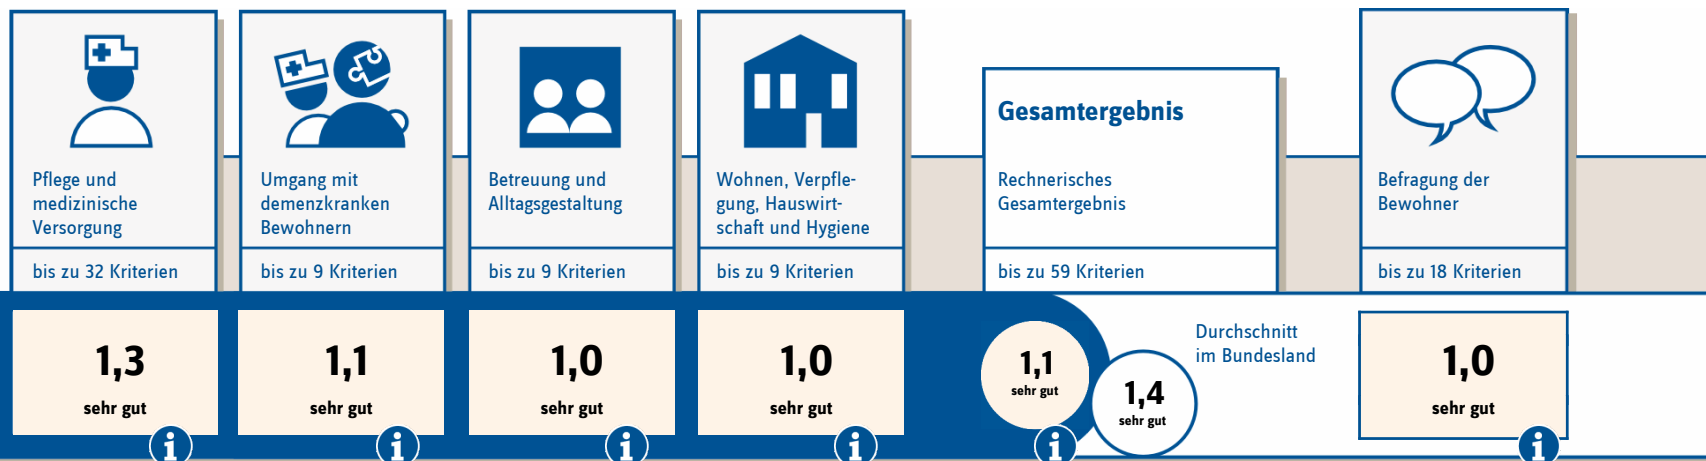 Pflege und
medizinische
Versorgung
bis zu 32 Kriterien
1,3
sehr gut
Umgang mit
demenzkranken
Bewohnern
bis zu 9 Kriterien
1,1
sehr gut
Betreuung und
Alltagsgestaltung
bis zu 9 Kriterien
1,0
sehr gut
Wohnen, Verpfle-
gung, Hauswirt-
schaft und Hygiene
bis zu 9 Kriterien
1,0
sehr gut
Gesamtergebnis
Rechnerisches
Gesamtergebnis
bis zu 59 Kriterien
1,1
sehr gut
Durchschnitt
im Bundesland
1,4
sehr gut
Befragung der
Bewohner
bis zu 18 Kriterien
1,0
sehr gut